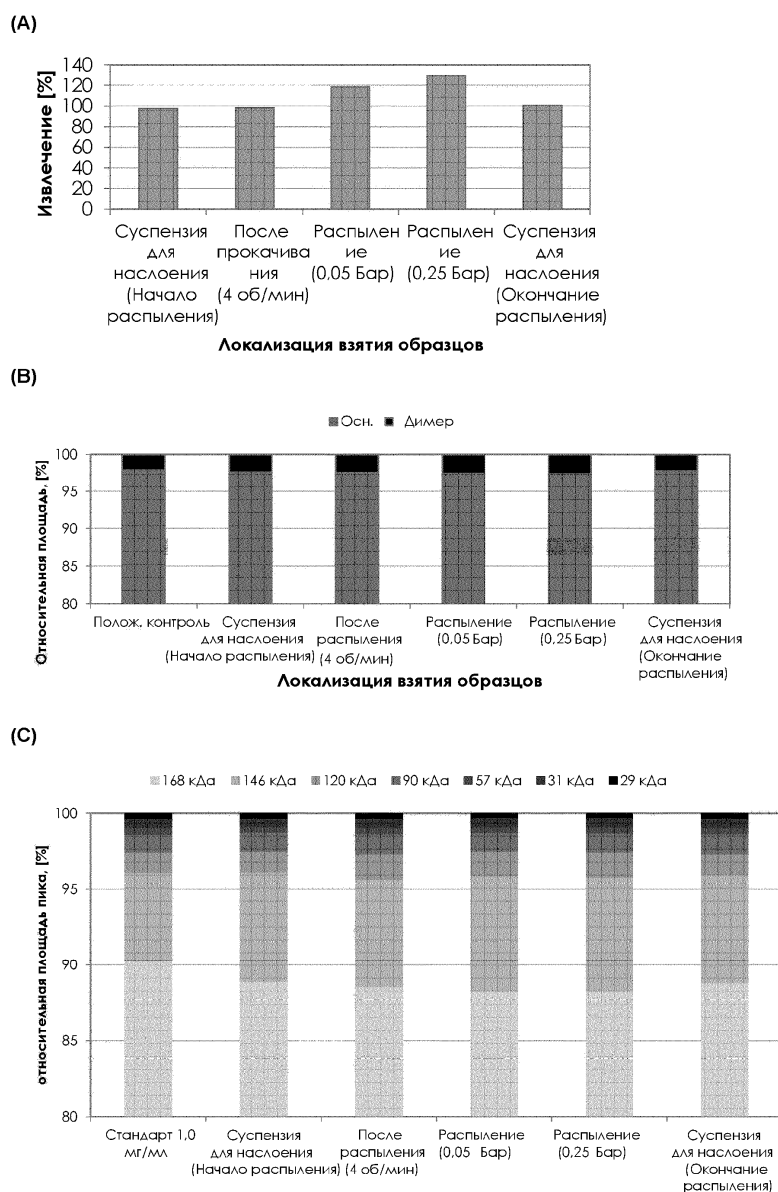 (A)
Извлечение [%]
140
120
100
80
60
40
20
0
Суспензия
для
наслоения
(Начало
распыления)
После
прокачива
ния
(4 об/мин)
Распылен
ие
(0,05 Бар)
Распылен
ие
(0,25 Бар)
Суспензия
для
наслоения
(Окончание
распыления)
Локализация взятия образцов
(B)
Осн. Димер
Относительная площадь, [%]
100
95
90
85
80
Полож. контроль
Суспензия
для наслоения
(Начало распыления)
После
распыления
(4 об/мин)
Распыление
(0,05 Бар)
Распыление
(0,25 Бар)
Суспензия
для наслоения
(Окончание
распыления)
Локализация взятия образцов
(C)
168 кДа 146 кДа 120 кДа 90 кДа 57 кДа 31 кДа 29 кДа
относительная площадь пика, [%]
100
95
90
85
80
Стандарт 1,0
мг/мл
Суспензия
для наслоения
(Начало распыления)
После
распыления
(4 об/мин)
Распыление
(0,05 Бар)
Распыление
(0,25 Бар)
Суспензия
для наслоения
(Окончание
распыления)